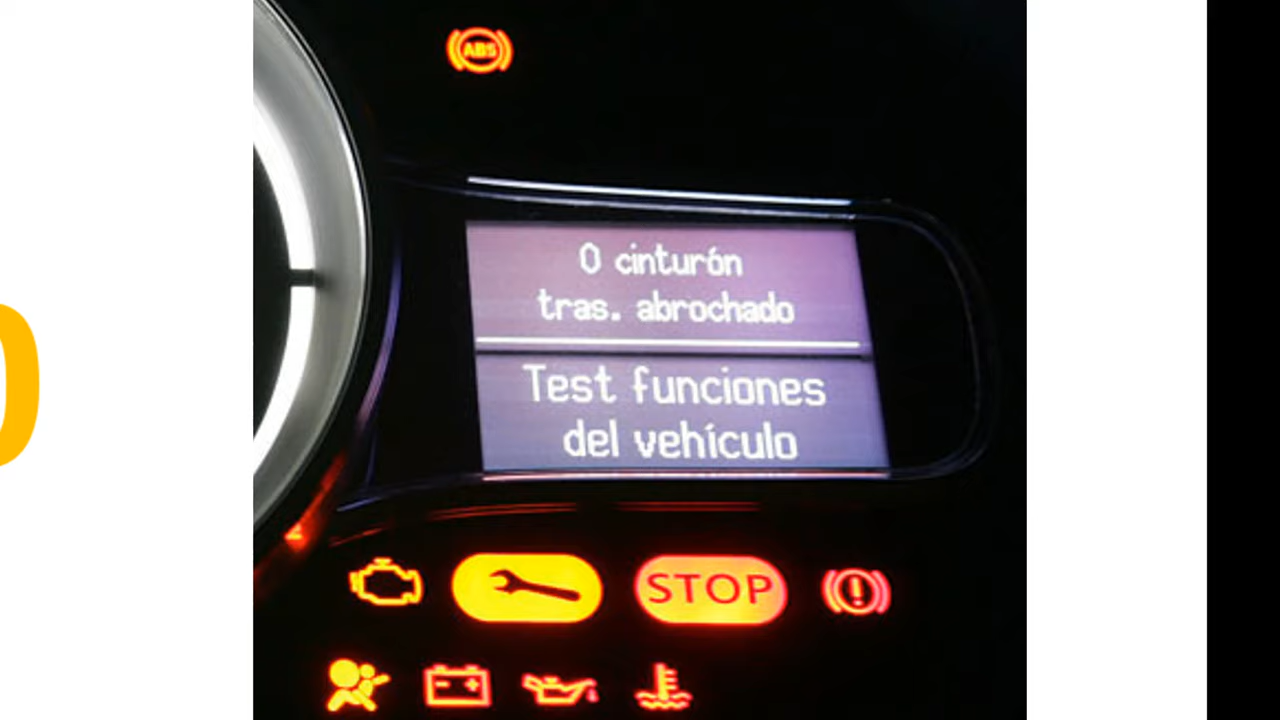 ABS
0 cinturón
tras. abrochado
Test funciones
del vehículo
STOP